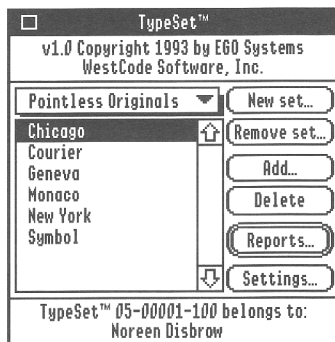 TypeSet™
v1.0 Copyright 1993 by EGO Systems
WestCode Software, Inc.
Pointless Originals
New set...
Chicago
Remove set...
Courier
Geneva
Add...
Monaco
Delete
New York
Symbol
Reports...
Settings...
TypeSet™ 05-00001-100 belongs to:
Noreen Disbrow